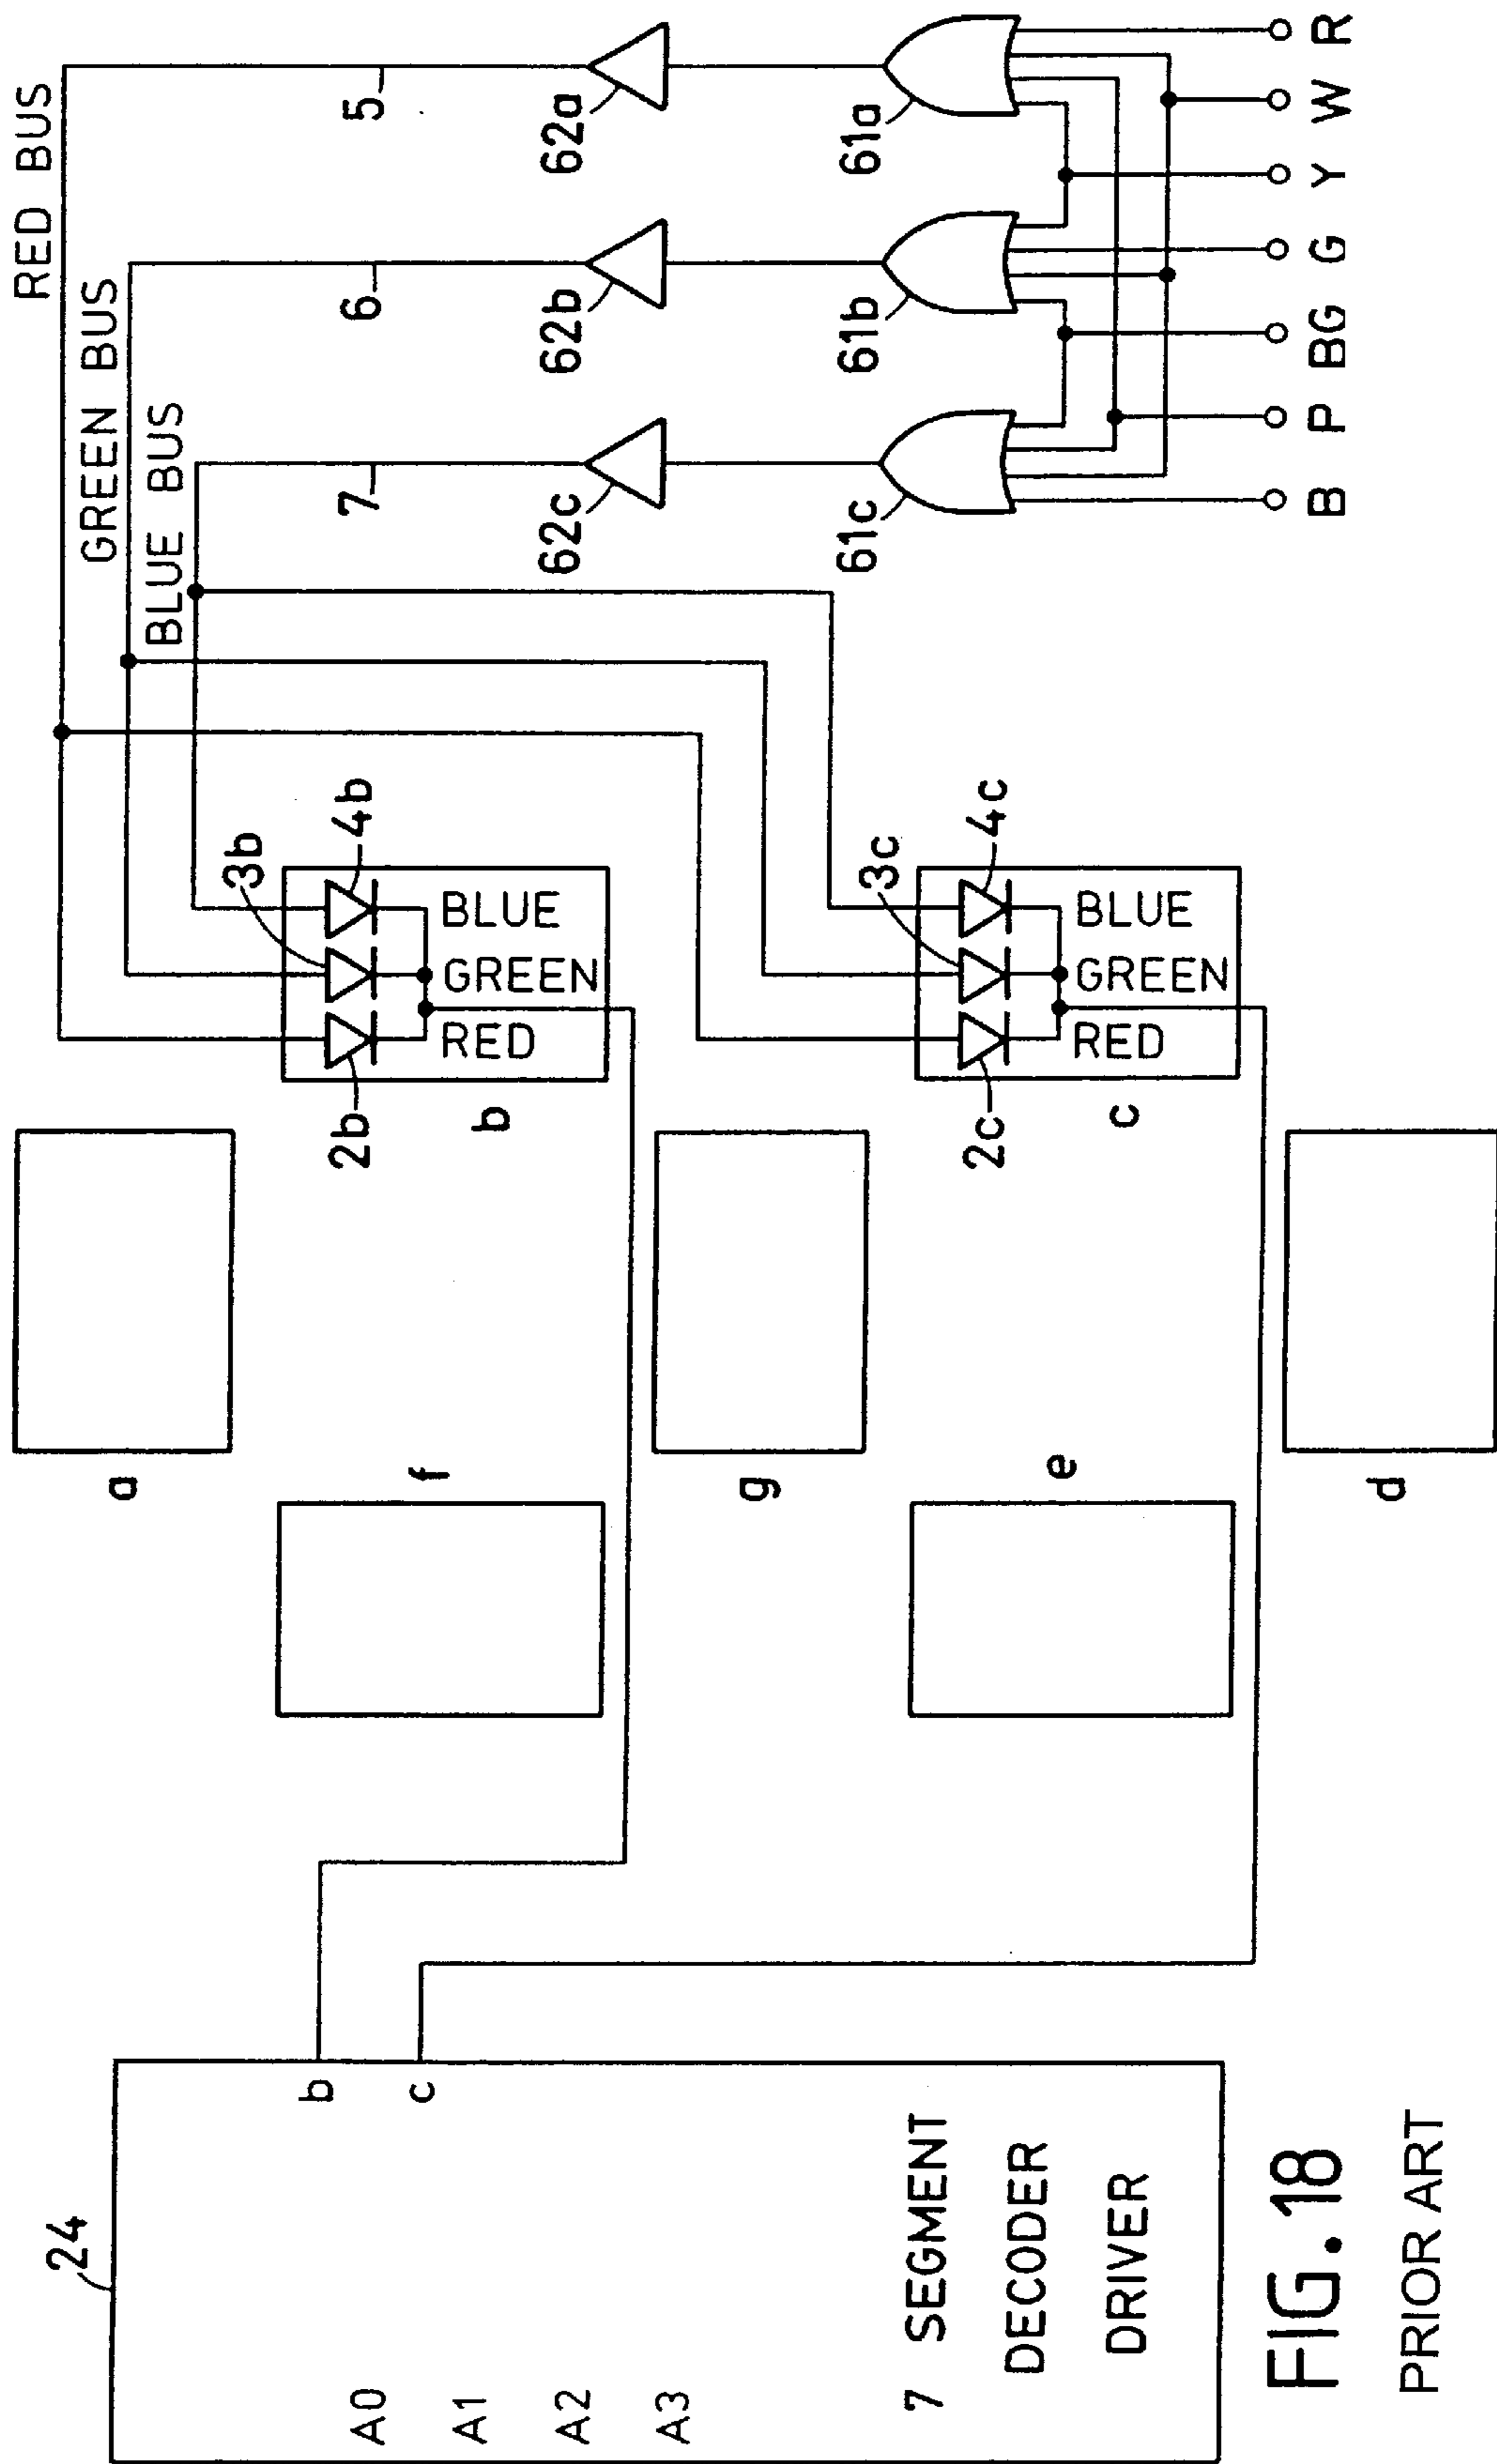 24
A0
A1
A2
A3
b
c
7 SEGMENT
DECODER
DRIVER
a
f
g
e
d
2b
3b
4b
BLUE
GREEN
RED
b
2c
3c
4c
BLUE
GREEN
RED
c
RED BUS
GREEN BUS
BLUE BUS
5
6
7
62a
62b
62c
61a
61b
61c
B
P
BG
G
Y
W
R
FIG.18
PRIOR ART